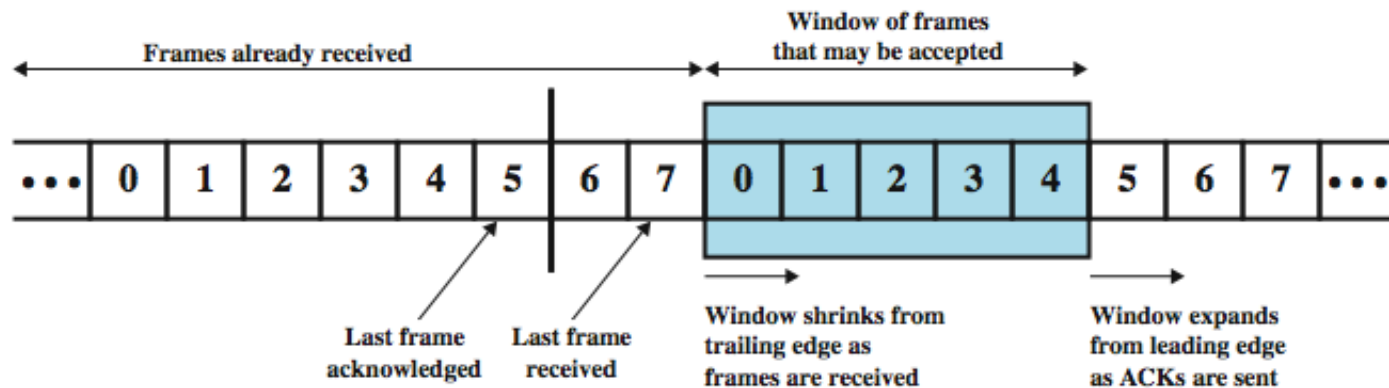 Window of frames
that may be accepted
Frames already received
••• 0 1 2 3 4 5 6 7 0 1 2 3 4 5 6 7 •••
Last frame
acknowledged
Last frame
received
Window shrinks from
trailing edge as
frames are received
Window expands
from leading edge
as ACKs are sent